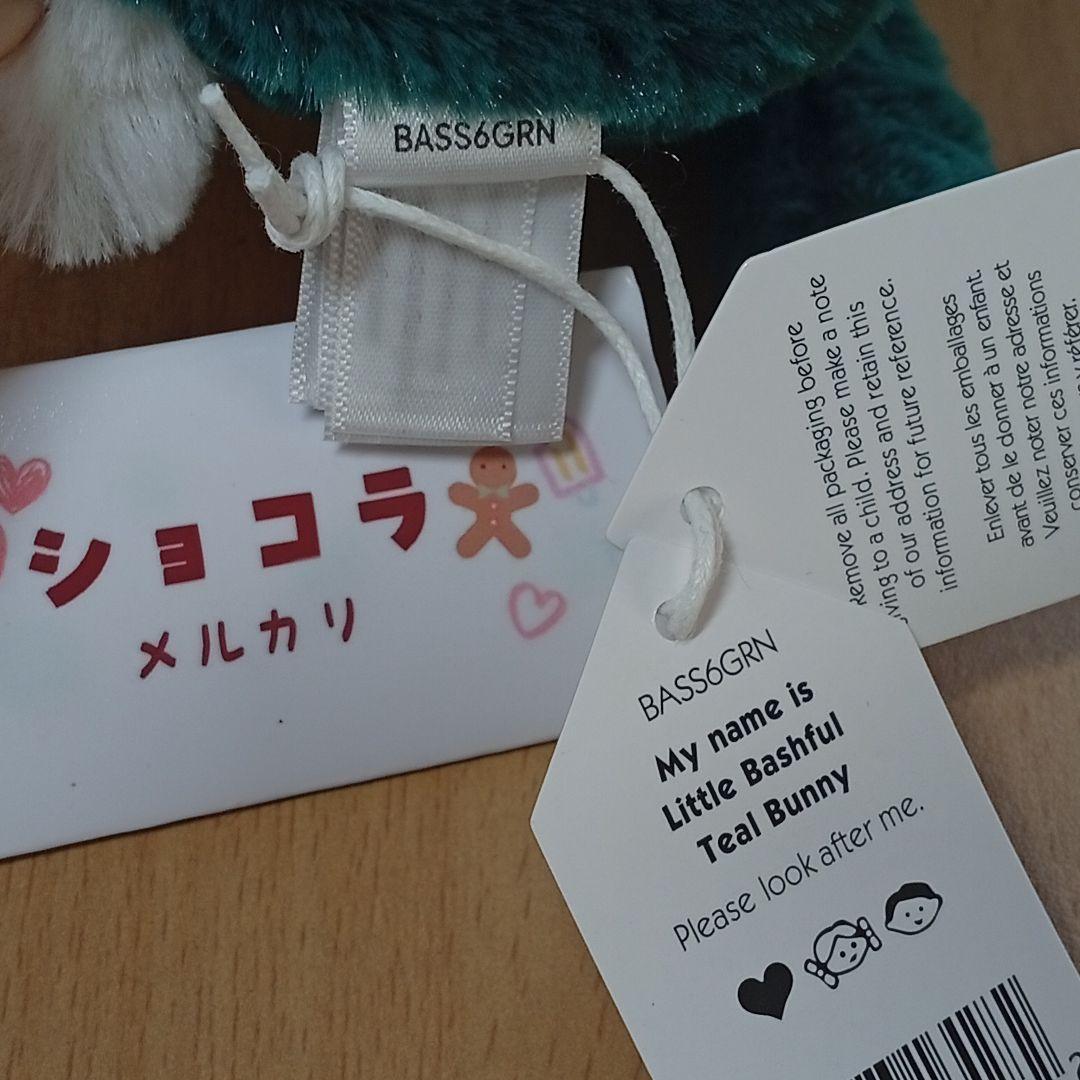 BASS6GRN
ショコラ
メルカリ
Remove all packaging before
giving to a child. Please make a note
of our address and retain this
information for future reference.
Enlever tous les emballages
avant de le donner à un enfant.
Veuillez noter notre adresse et
conserver ces informations
référer.
BASS6GRN
My name is
Little Bashful
Teal Bunny
Please look after me.